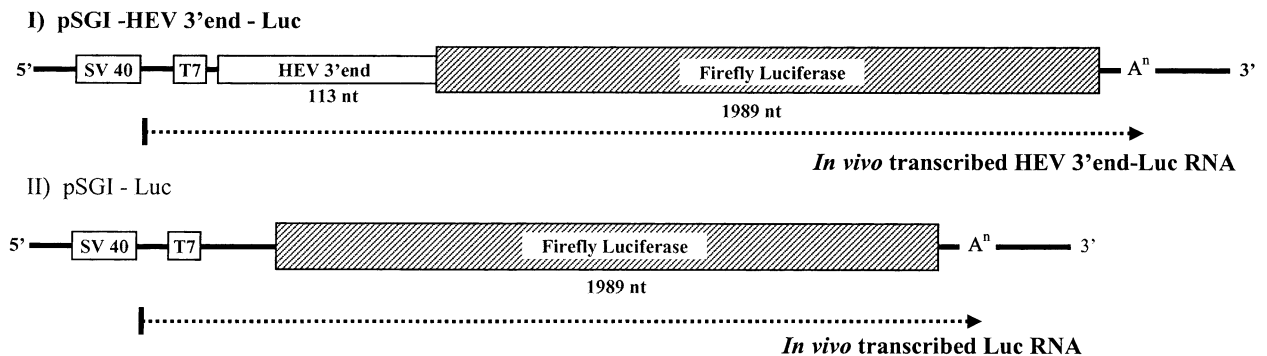 I) pSGI -HEV 3’end - Luc
5’ SV 40 T7 HEV 3’end Firefly Luciferase Aⁿ 3’
113 nt 1989 nt
In vivo transcribed HEV 3’end-Luc RNA
II) pSGI - Luc
5’ SV 40 T7 Firefly Luciferase Aⁿ 3’
1989 nt
In vivo transcribed Luc RNA